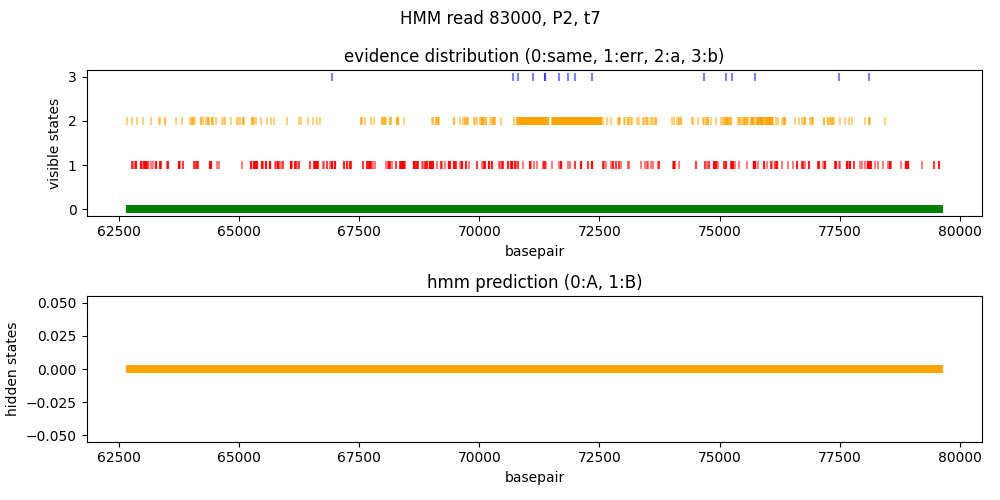 HMM read 83000, P2, t7
evidence distribution (0:same, 1:err, 2:a, 3:b)
visible states
3
2
1
0
62500 65000 67500 70000 72500 75000 77500 80000
basepair
hmm prediction (0:A, 1:B)
hidden states
0.050
0.025
0.000
−0.025
−0.050
62500 65000 67500 70000 72500 75000 77500 80000
basepair